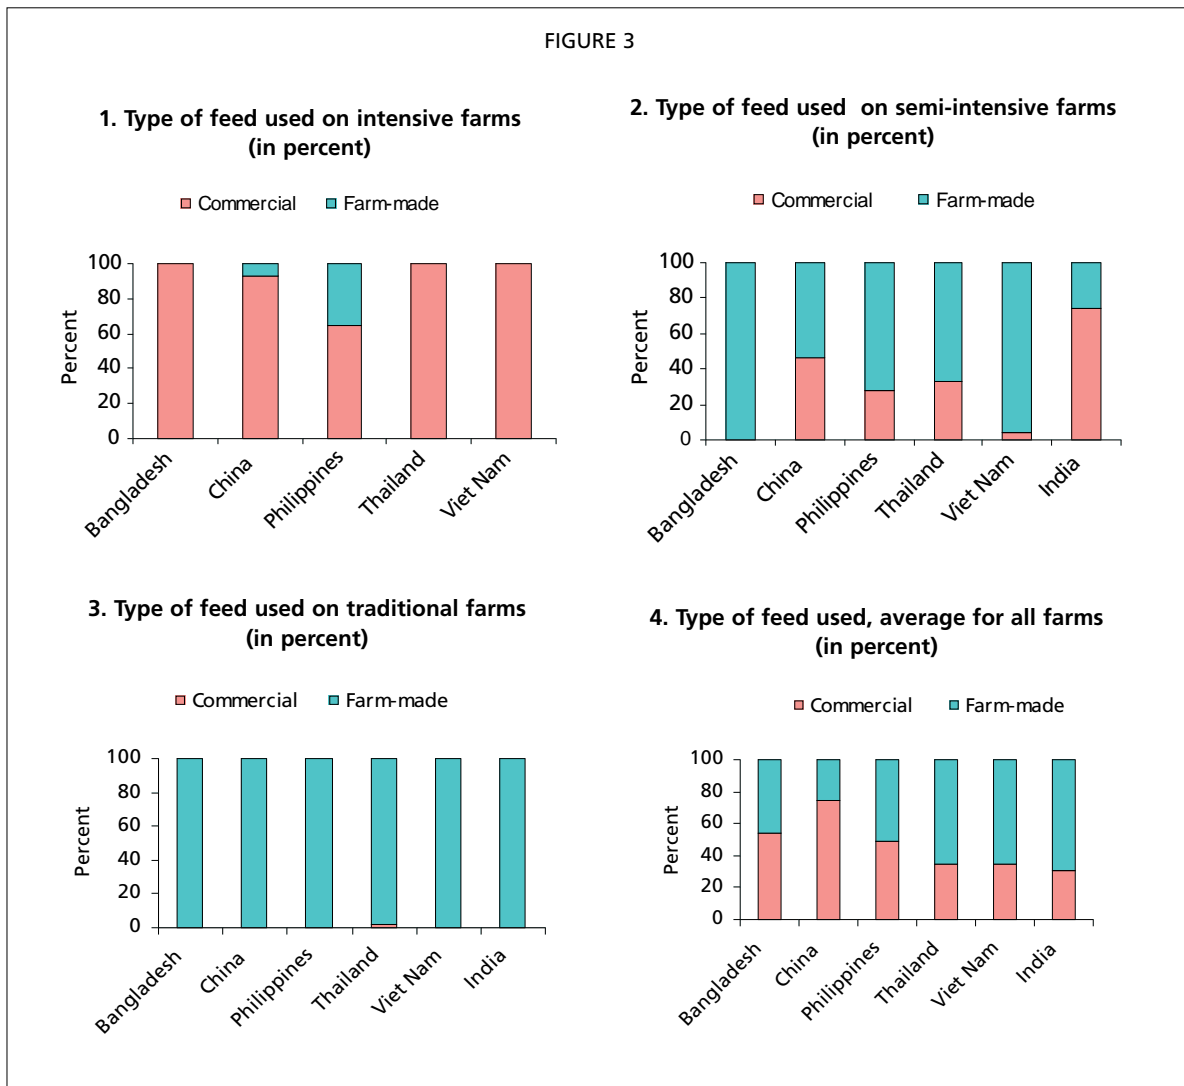 FIGURE 3
1. Type of feed used on intensive farms
(in percent)
Commercial Farm-made
Percent
100
80
60
40
20
0
Bangladesh
China
Philippines
Thailand
Viet Nam
2. Type of feed used on semi-intensive farms
(in percent)
Commercial Farm-made
Percent
100
80
60
40
20
0
Bangladesh
China
Philippines
Thailand
Viet Nam
India
3. Type of feed used on traditional farms
(in percent)
Commercial Farm-made
Percent
100
80
60
40
20
0
Bangladesh
China
Philippines
Thailand
Viet Nam
India
4. Type of feed used, average for all farms
(in percent)
Commercial Farm-made
Percent
100
80
60
40
20
0
Bangladesh
China
Philippines
Thailand
Viet Nam
India